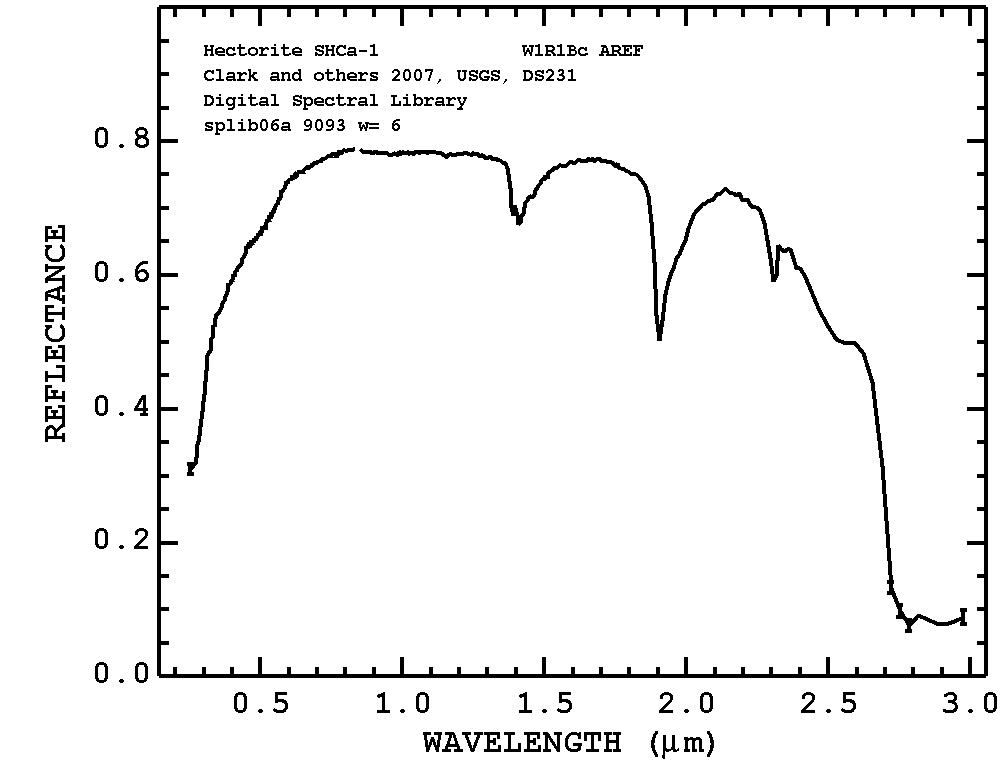 Hectorite SHCa-1 W1R1Bc AREF
Clark and others 2007, USGS, DS231
Digital Spectral Library
splib06a 9093 w= 6
REFLECTANCE
0.8
0.6
0.4
0.2
0.0
0.5 1.0 1.5 2.0 2.5 3.0
WAVELENGTH (μm)